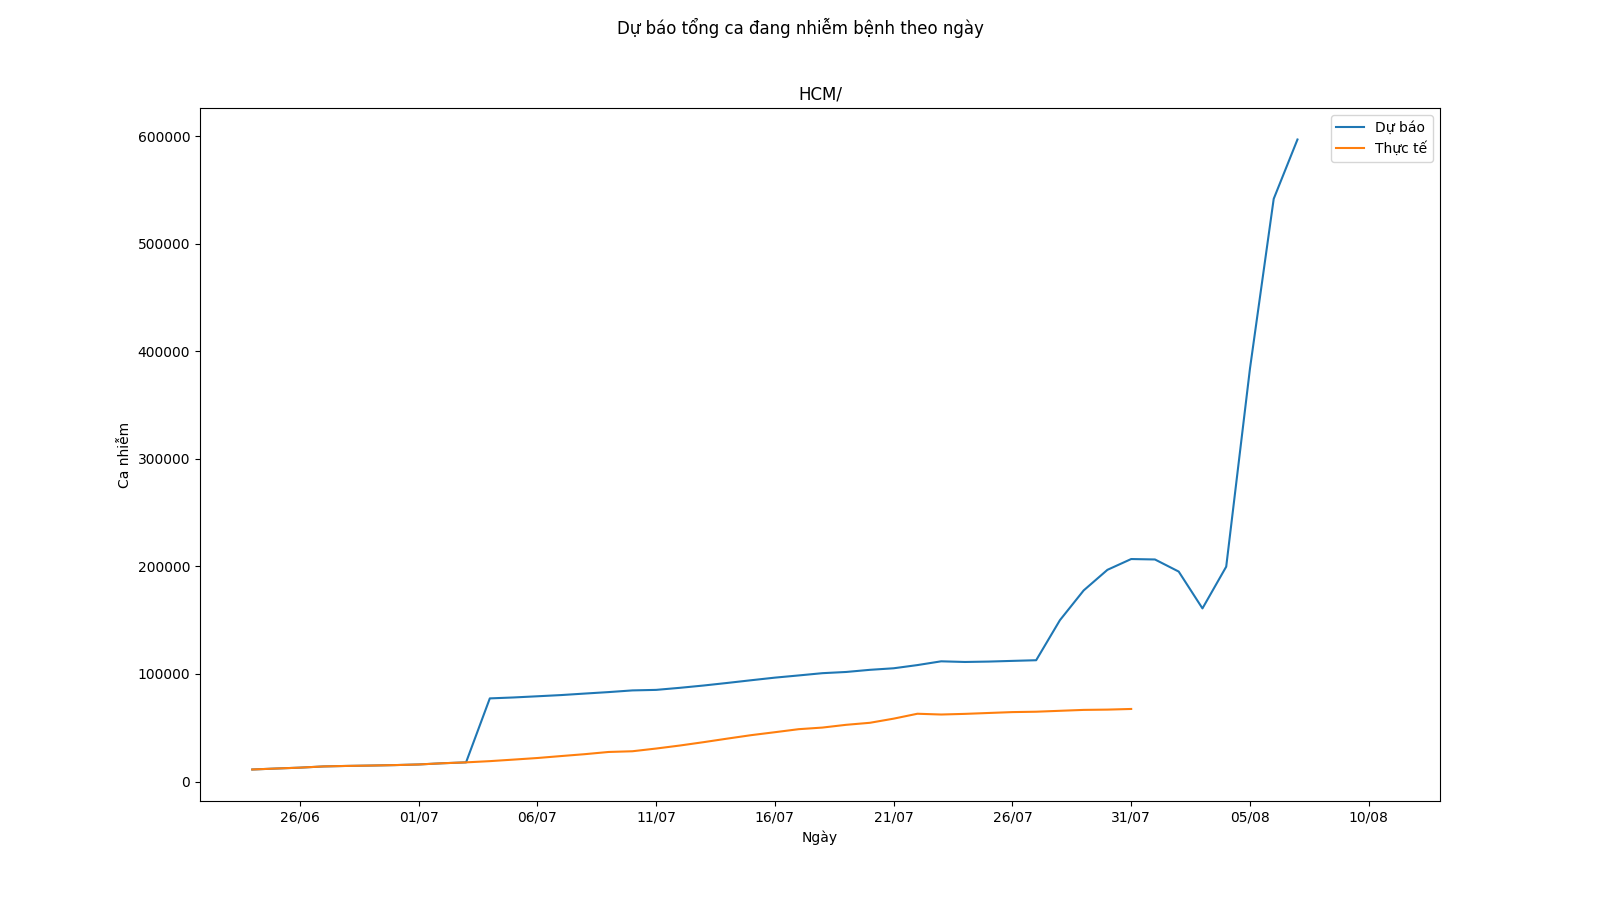 Dự báo tổng ca đang nhiễm bệnh theo ngày
HCM/
Dự báo
Thực tế
600000
500000
400000
300000
200000
100000
0
Ca nhiễm
26/06
01/07
06/07
11/07
16/07
21/07
26/07
31/07
05/08
10/08
Ngày